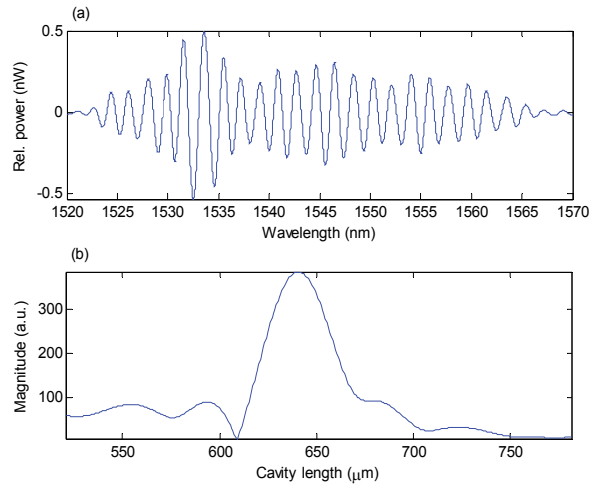 (a)
0.5
0
-0.5
Rel. power (nW)
1520 1525 1530 1535 1540 1545 1550 1555 1560 1565 1570
Wavelength (nm)
(b)
300
200
100
Magnitude (a.u.)
550 600 650 700 750
Cavity length (μm)